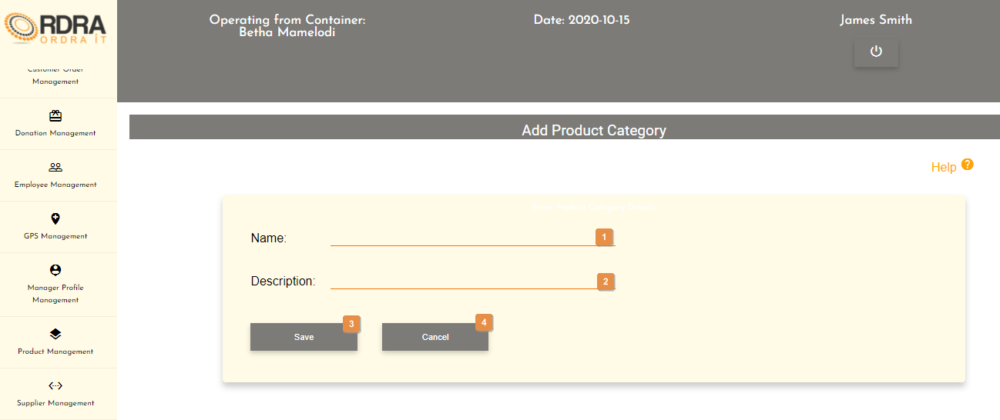 RDRA
ORDRA IT
Operating from Container:
Betha Mamelodi
Date: 2020-10-15
James Smith
Customer Order
Management
Donation Management
Employee Management
GPS Management
Manager Profile
Management
Product Management
Supplier Management
Add Product Category
Help ?
Enter Product Category Details
Name:
1
Description:
2
Save
3
Cancel
4